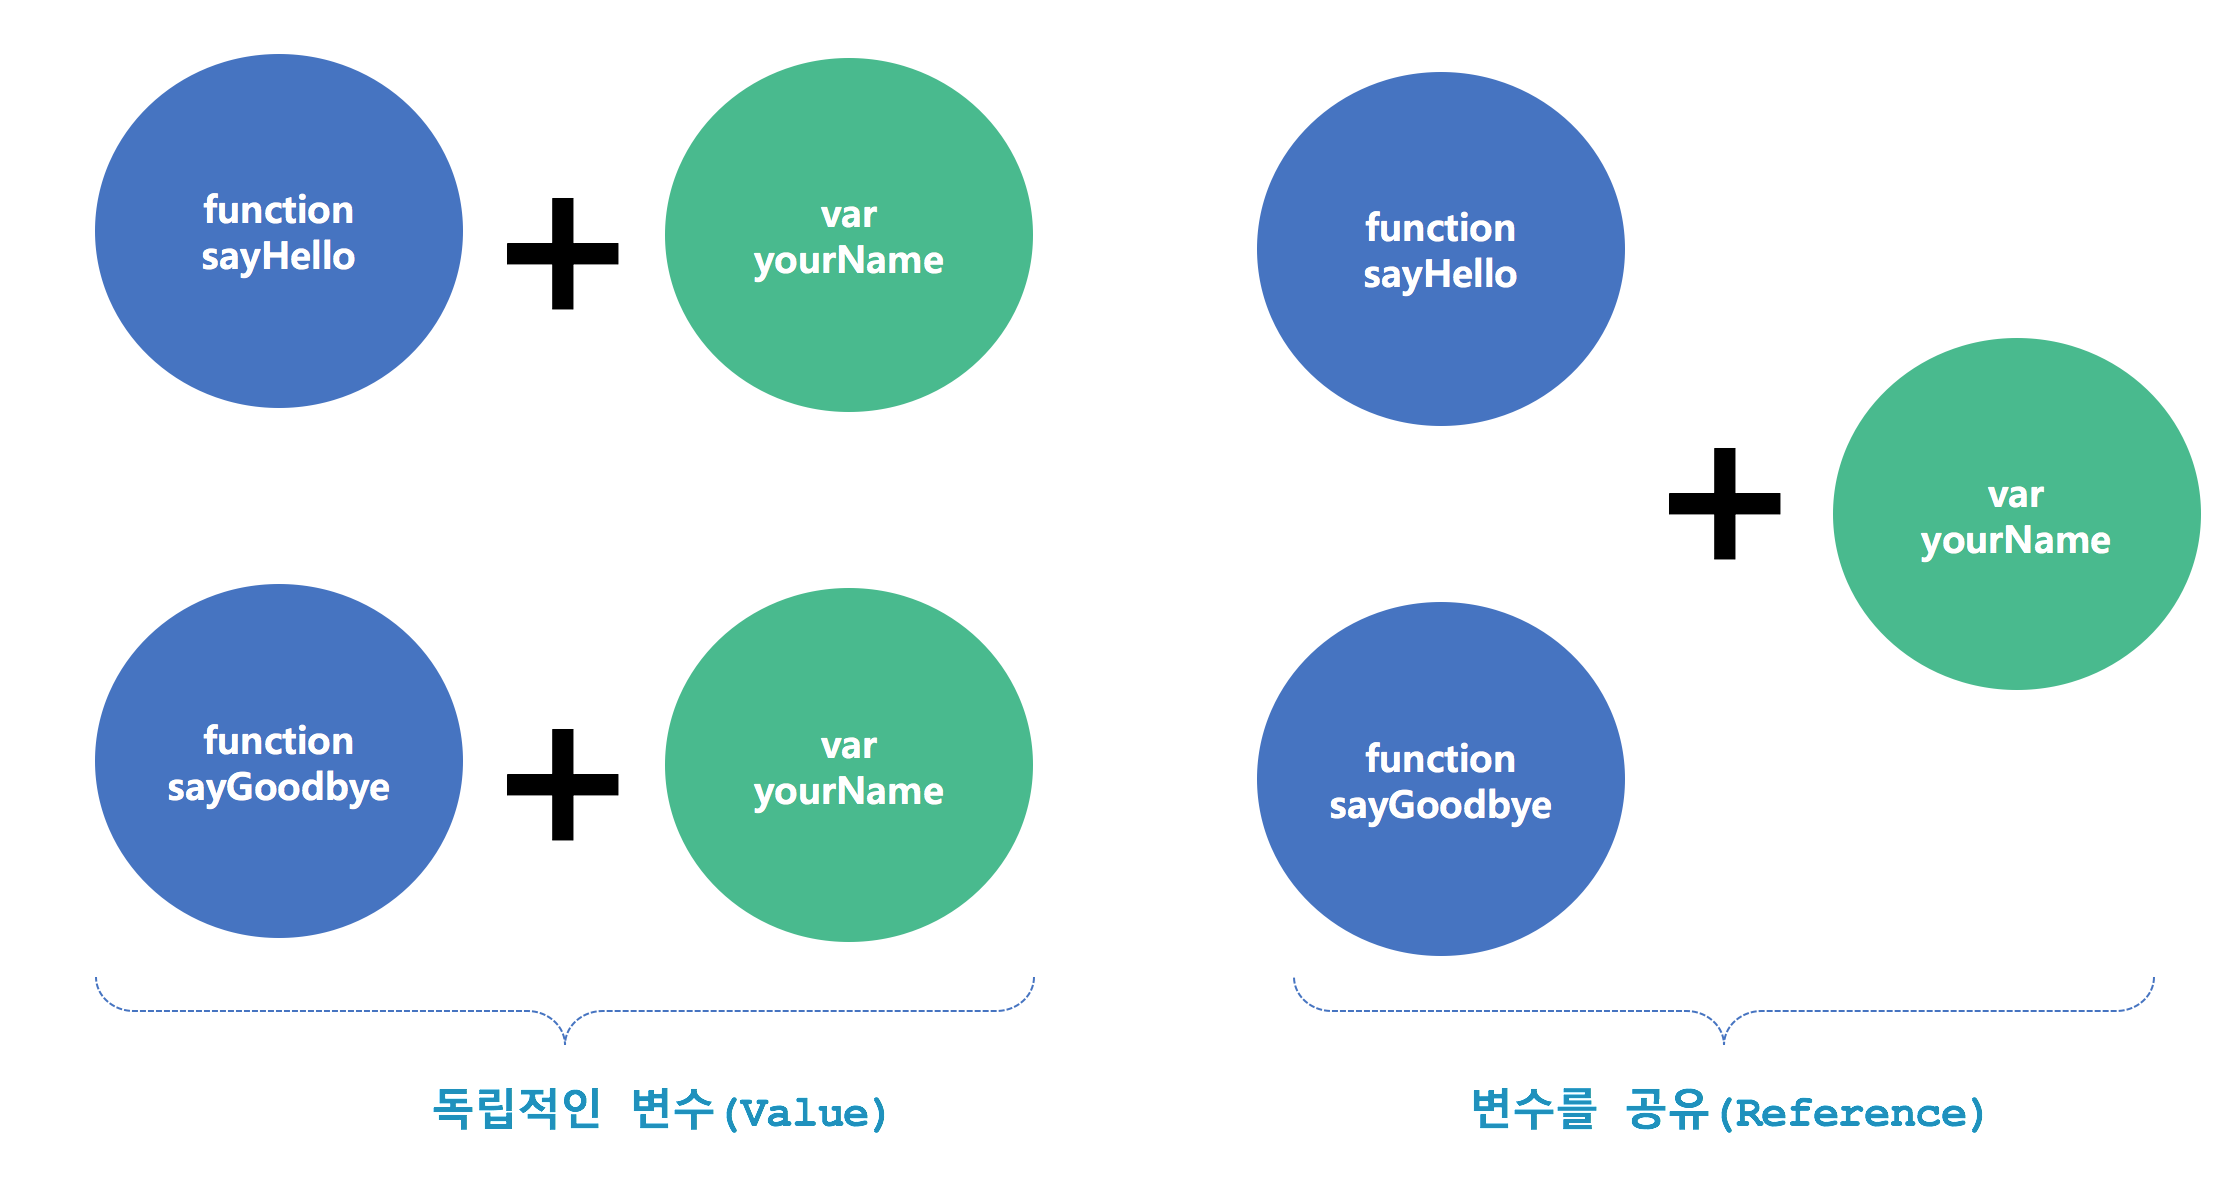 function
sayHello
var
yourName
function
sayGoodbye
var
yourName
독립적인 변수(Value)
function
sayHello
var
yourName
function
sayGoodbye
변수를 공유(Reference)